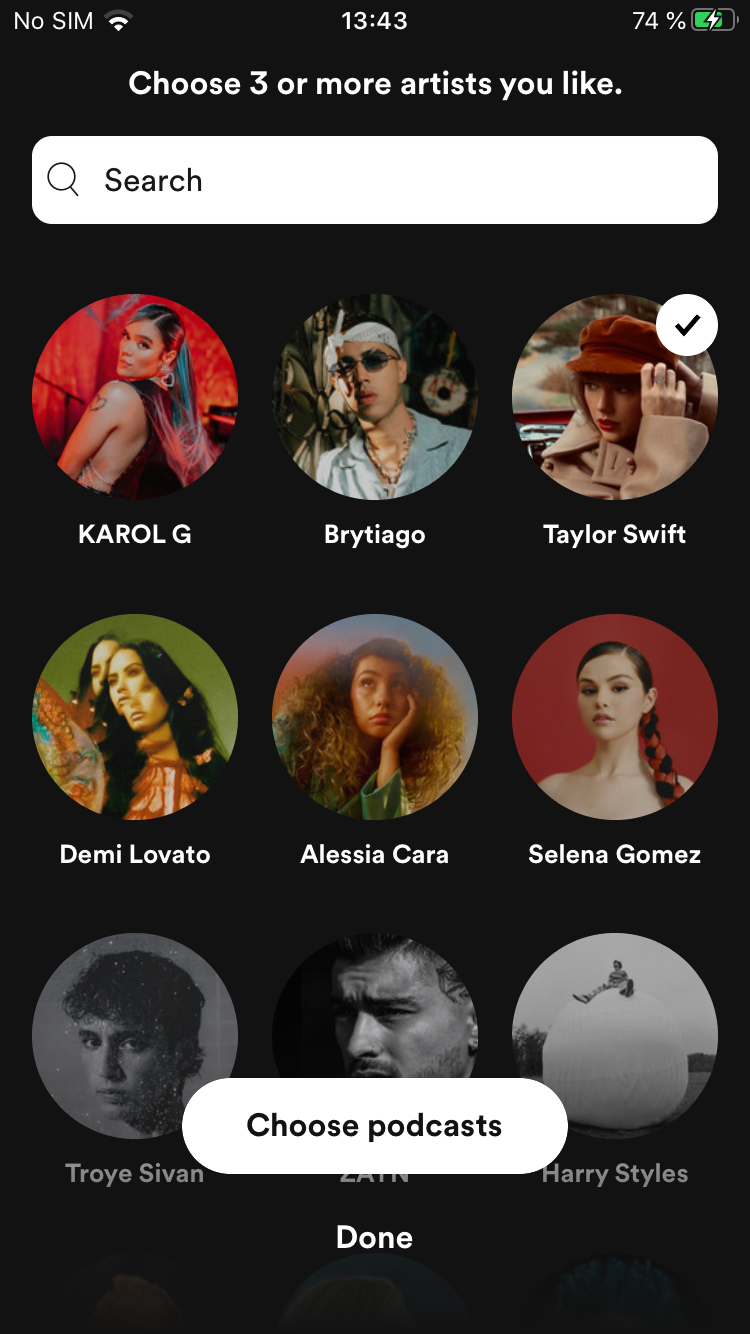 No SIM 13:43 74 %
Choose 3 or more artists you like.
Search
KAROL G Brytiago Taylor Swift
Demi Lovato Alessia Cara Selena Gomez
Choose podcasts
Troye Sivan ZAYN Harry Styles
Done